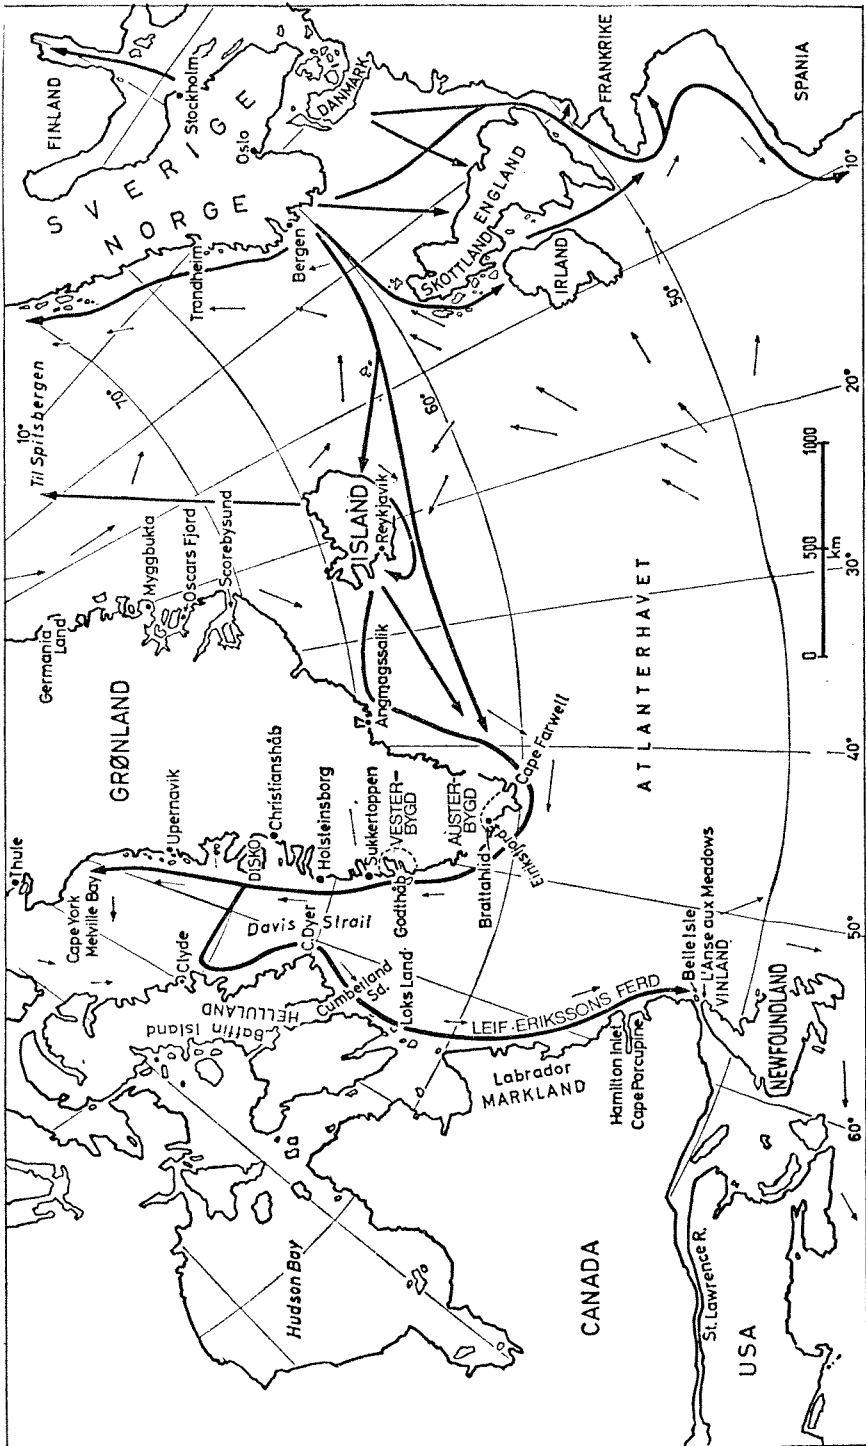 Hudson Bay
CANADA
USA
St. Lawrence R.
Baffin Island
HELLULAND
Clyde
Cumberland
Sd.
Loks Land
C. Dyer
Davis Strait
Labrador
MARKLAND
Hamilton Inlet
Cape Porcupine
LEIF ERIKSSONS FERD
Belle Isle
L'Anse aux Meadows
VINLAND
NEWFOUNDLAND
Thule
Cape York
Melville Bay
Upernavik
DISKO
Christianshåb
Holsteinsborg
Sukkertoppen
VESTER-
BYGD
Godthåb
AUSTER-
BYGD
Brattahlid
Eiriksfjord
Cape Farwell
GRØNLAND
Germania
Land
Myggbukta
Oscars Fjord
Scorebysund
Angmagssalik
ISLAND
Reykjavik
10°
Til Spitsbergen
70°
60°
50°
ATLANTERHAVET
0
500
1000
km
60°
50°
40°
30°
20°
10°
FINLAND
SVERIGE
NORGE
Stockholm
Oslo
Trondheim
Bergen
DANMARK
SKOTTLAND
ENGLAND
IRLAND
FRANKRIKE
SPANIA